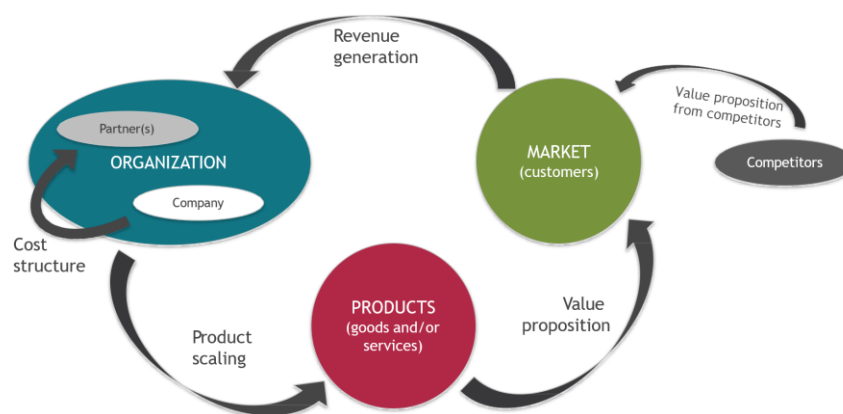 Revenue
generation
Value proposition
from competitors
Partner(s)
ORGANIZATION
Company
MARKET
(customers)
Competitors
Cost
structure
Product
scaling
PRODUCTS
(goods and/or
services)
Value
proposition